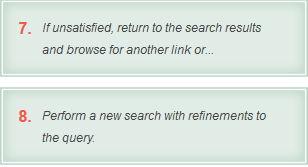 7. If unsatisfied, return to the search results
and browse for another link or...
8. Perform a new search with refinements to
the query.